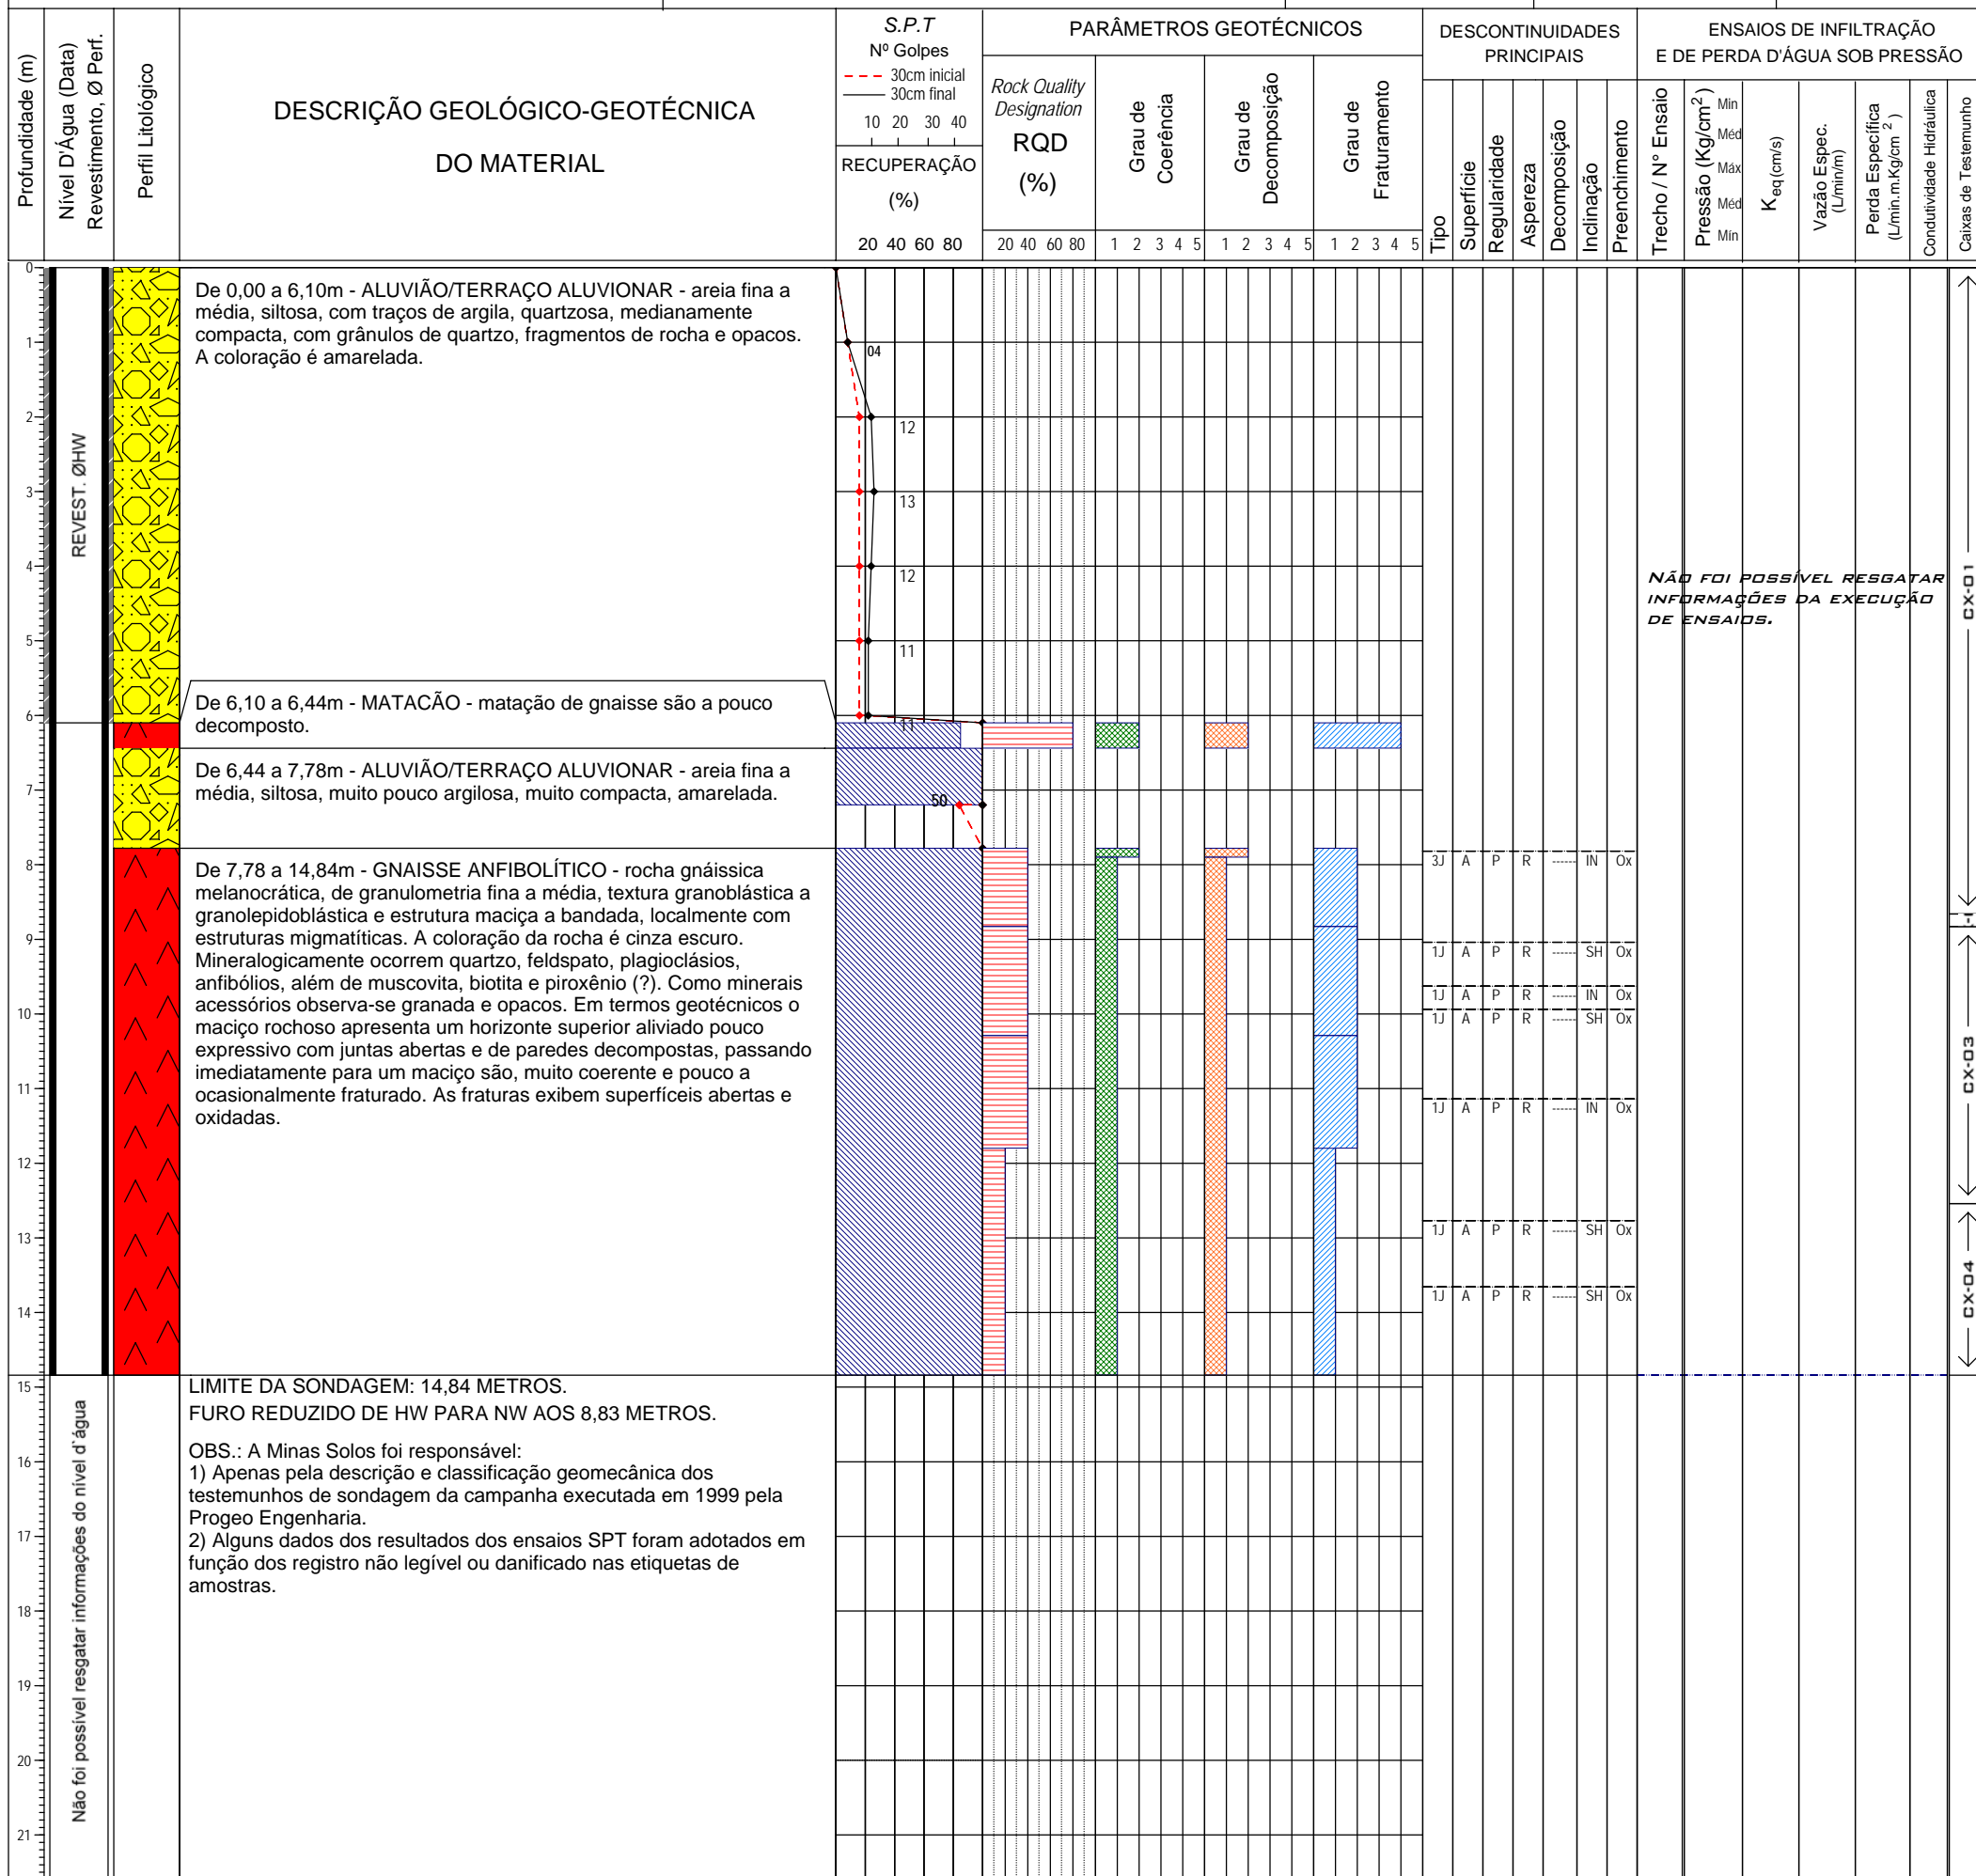 Profundidade (m)
Nível D'Água (Data)
Revestimento, Ø Perf.
Perfil Litológico
DESCRIÇÃO GEOLÓGICO-GEOTÉCNICA
DO MATERIAL
S.P.T
Nº Golpes
30cm inicial
30cm final
10 20 30 40
RECUPERAÇÃO
(%)
20 40 60 80
PARÂMETROS GEOTÉCNICOS
Rock Quality
Designation
RQD
(%)
20 40 60 80
Grau de
Coerência
1 2 3 4 5
Grau de
Decomposição
1 2 3 4 5
Grau de
Fraturamento
1 2 3 4 5
DESCONTINUIDADES
PRINCIPAIS
Tipo
Superfície
Regularidade
Aspereza
Decomposição
Inclinação
Preenchimento
ENSAIOS DE INFILTRAÇÃO
E DE PERDA D'ÁGUA SOB PRESSÃO
Trecho / N° Ensaio
Pressão (Kg/cm²)
Min
Méd
Máx
Méd
Mín
Keq(cm/s)
Vazão Espec.
(L/min/m)
Perda Específica
(L/min.m.Kg/cm²)
Condutividade Hidráulica
Caixas de Testemunho
0
1
2
3
4
5
6
7
8
9
10
11
12
13
14
15
16
17
18
19
20
21
REVEST. ØHW
Não foi possível resgatar informações do nível d'água
De 0,00 a 6,10m - ALUVIÃO/TERRAÇO ALUVIONAR - areia fina a
média, siltosa, com traços de argila, quartzosa, medianamente
compacta, com grânulos de quartzo, fragmentos de rocha e opacos.
A coloração é amarelada.
De 6,10 a 6,44m - MATACÃO - matação de gnaisse são a pouco
decomposto.
De 6,44 a 7,78m - ALUVIÃO/TERRAÇO ALUVIONAR - areia fina a
média, siltosa, muito pouco argilosa, muito compacta, amarelada.
De 7,78 a 14,84m - GNAISSE ANFIBOLÍTICO - rocha gnáissica
melanocrática, de granulometria fina a média, textura granoblástica a
granolepidoblástica e estrutura maciça a bandada, localmente com
estruturas migmatíticas. A coloração da rocha é cinza escuro.
Mineralogicamente ocorrem quartzo, feldspato, plagioclásios,
anfibólios, além de muscovita, biotita e piroxênio (?). Como minerais
acessórios observa-se granada e opacos. Em termos geotécnicos o
maciço rochoso apresenta um horizonte superior aliviado pouco
expressivo com juntas abertas e de paredes decompostas, passando
imediatamente para um maciço são, muito coerente e pouco a
ocasionalmente fraturado. As fraturas exibem superfíceis abertas e
oxidadas.
LIMITE DA SONDAGEM: 14,84 METROS.
FURO REDUZIDO DE HW PARA NW AOS 8,83 METROS.
OBS.: A Minas Solos foi responsável:
1) Apenas pela descrição e classificação geomecânica dos
testemunhos de sondagem da campanha executada em 1999 pela
Progeo Engenharia.
2) Alguns dados dos resultados dos ensaios SPT foram adotados em
função dos registro não legível ou danificado nas etiquetas de
amostras.
04
12
13
12
11
11
50
3J A P R ------ IN Ox
1J A P R ------ SH Ox
1J A P R ------ IN Ox
1J A P R ------ SH Ox
1J A P R ------ IN Ox
1J A P R ------ SH Ox
1J A P R ------ SH Ox
NÃO FOI POSSÍVEL RESGATAR
INFORMAÇÕES DA EXECUÇÃO
DE ENSAIOS.
CX-01
CX-03
CX-04